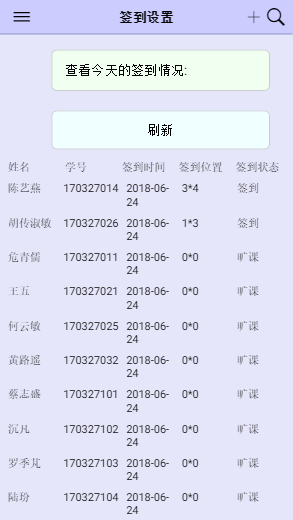 签到设置
查看今天的签到情况:
刷新
姓名 学号 签到时间 签到位置 签到状态
陈艺燕 170327014 2018-06-24 3*4 签到
胡传淑敏 170327026 2018-06-24 1*3 签到
危青儒 170327011 2018-06-24 0*0 旷课
王五 170327021 2018-06-24 0*0 旷课
何云敏 170327025 2018-06-24 0*0 旷课
黄路遥 170327032 2018-06-24 0*0 旷课
蔡志盛 170327101 2018-06-24 0*0 旷课
沉凡 170327102 2018-06-24 0*0 旷课
罗季芃 170327103 2018-06-24 0*0 旷课
陆玢 170327104 2018-06-24 0*0 旷课